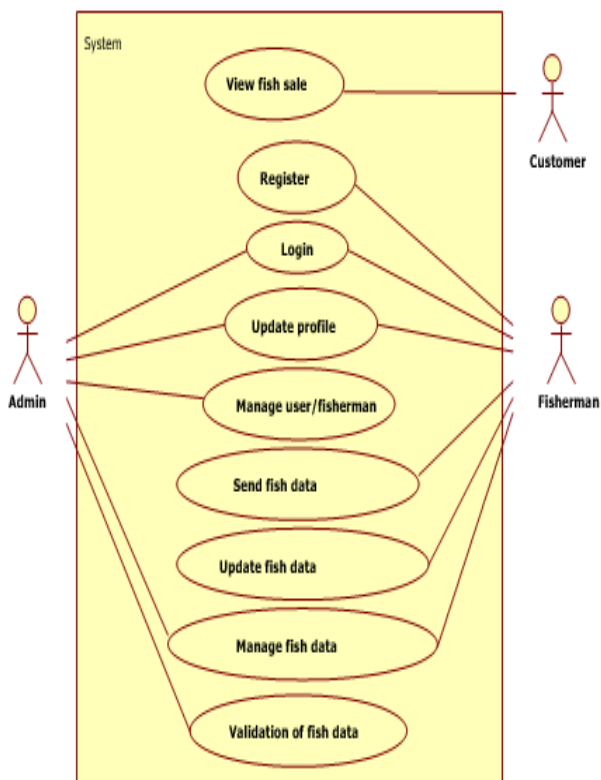 System
View fish sale
Customer
Register
Login
Update profile
Admin
Fisherman
Manage user/fisherman
Send fish data
Update fish data
Manage fish data
Validation of fish data